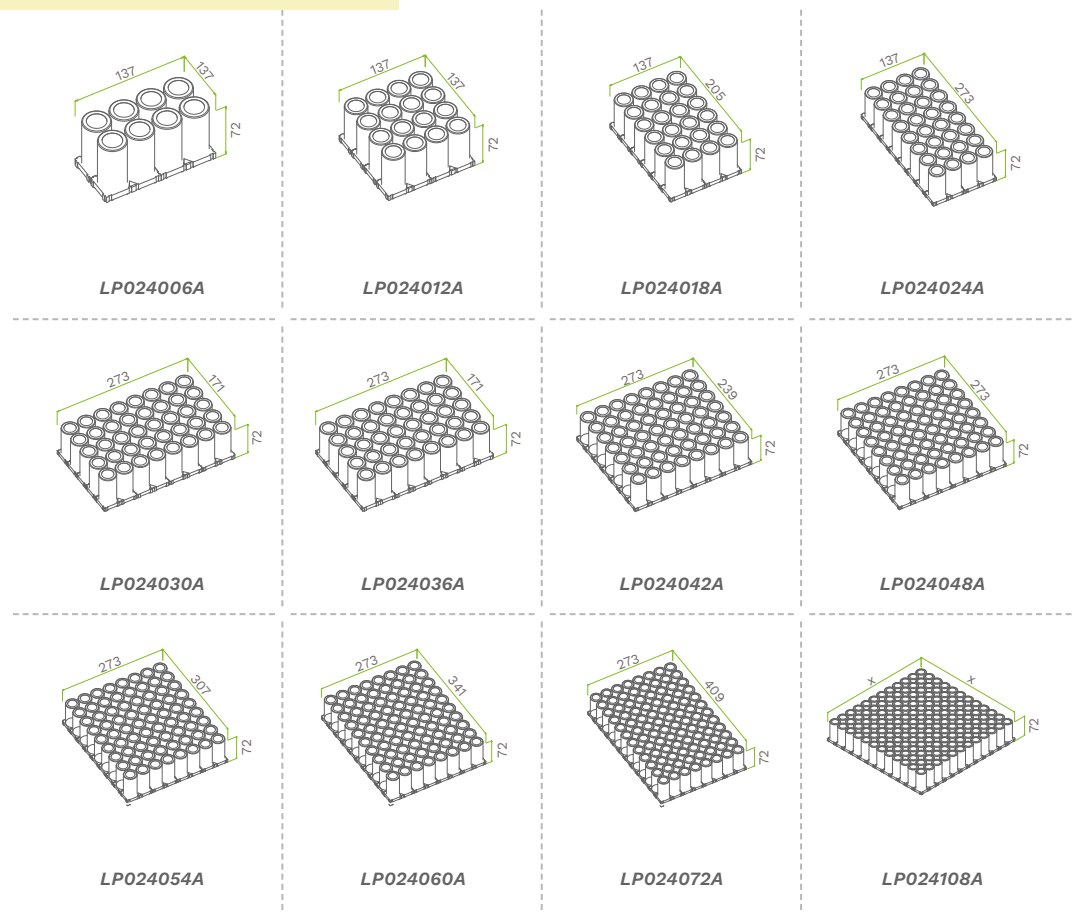 137 137 72
LP024006A
137 137 72
LP024012A
137 205 72
LP024018A
137 273 72
LP024024A
273 171 72
LP024030A
273 171 72
LP024036A
273 239 72
LP024042A
273 273 72
LP024048A
273 307 72
LP024054A
273 341 72
LP024060A
273 409 72
LP024072A
x x 72
LP024108A